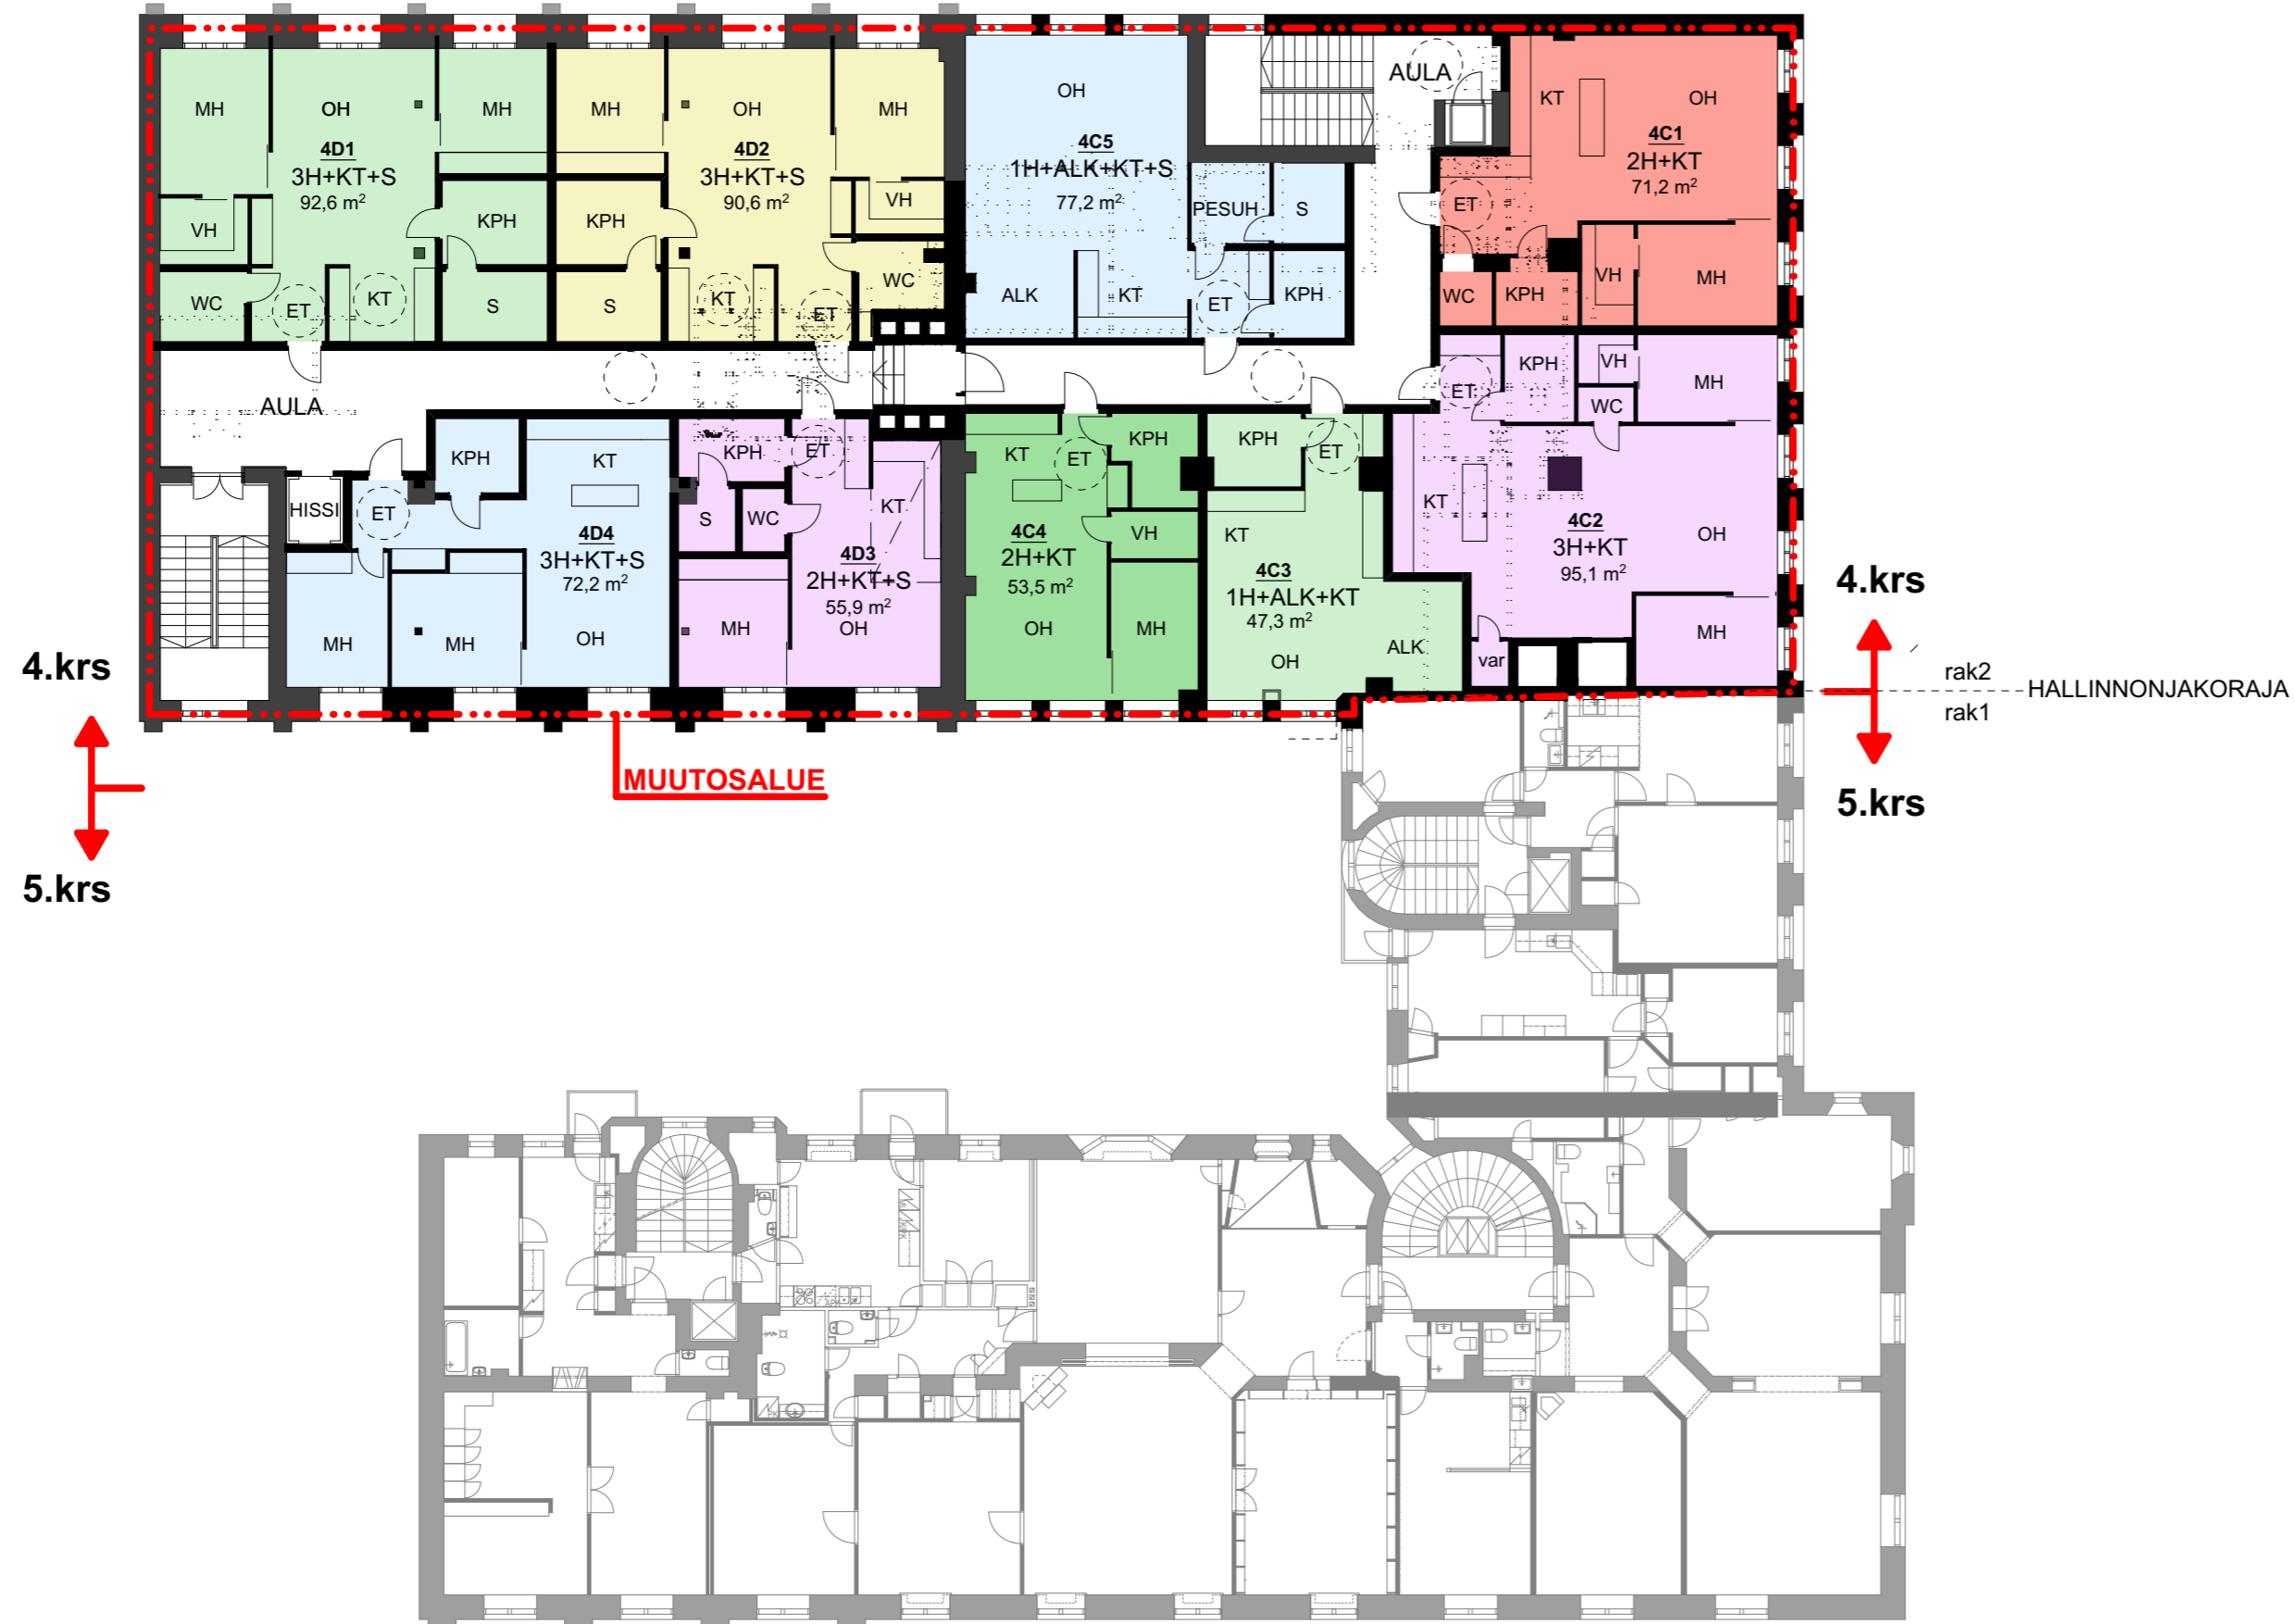 MH
OH
MH
4D1
3H+KT+S
92,6 m²
VH
KPH
WC
ET
KT
S
MH
OH
MH
4D2
3H+KT+S
90,6 m²
KPH
VH
S
KT
ET
WC
OH
4C5
1H+ALK+KT+S
77,2 m²
PESUH
S
ALK
KT
ET
KPH
AULA
KT
OH
4C1
2H+KT
71,2 m²
ET
WC
KPH
VH
MH
AULA
HISSI
KPH
KT
ET
4D4
3H+KT+S
72,2 m²
MH
MH
OH
KPH
ET
S
WC
KT
4D3
2H+KT+S
55,9 m²
MH
OH
KT
ET
KPH
4C4
2H+KT
53,5 m²
VH
OH
MH
KPH
ET
KT
4C3
1H+ALK+KT
47,3 m²
OH
ALK
ET
KPH
VH
WC
MH
KT
4C2
3H+KT
95,1 m²
OH
var
MH
4.krs
5.krs
4.krs
rak2
HALLINNONJAKORAJA
rak1
5.krs
MUUTOSALUE